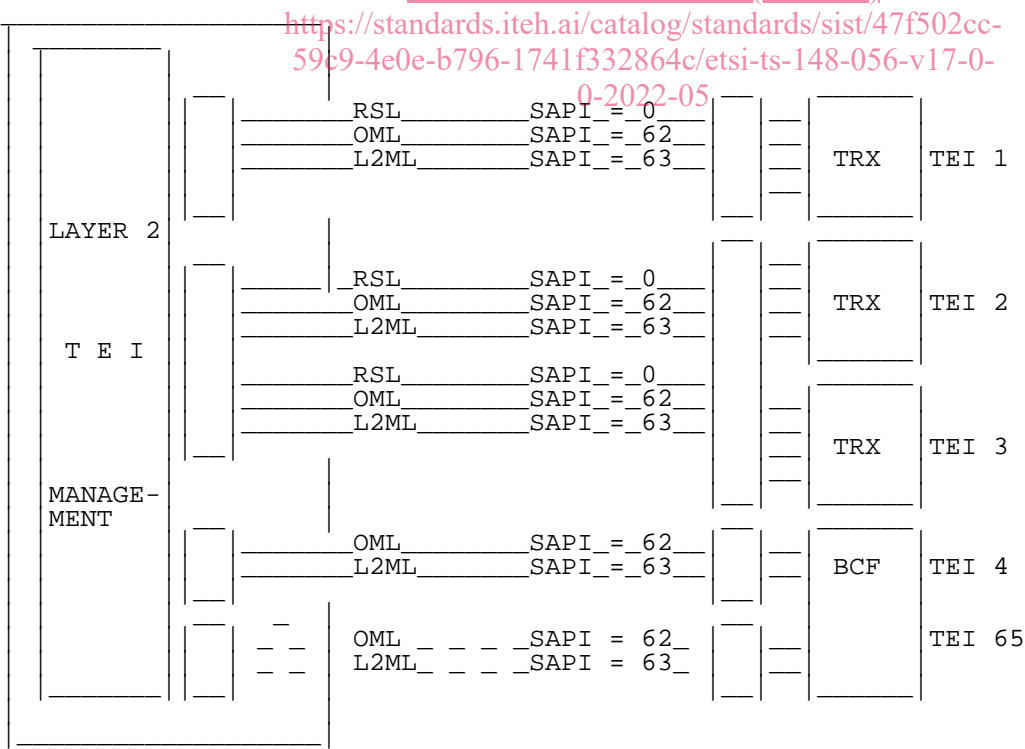 https://standards.iteh.ai/catalog/standards/sist/47f502cc-
59c9-4e0e-b796-1741f332864c/etsi-ts-148-056-v17-0-
0-2022-05
RSL SAPI = 0
OML SAPI = 62
L2ML SAPI = 63 TRX TEI 1
LAYER 2
RSL SAPI = 0
OML SAPI = 62 TRX TEI 2
L2ML SAPI = 63
T E I
RSL SAPI = 0
OML SAPI = 62
L2ML SAPI = 63
TRX TEI 3
MANAGE-
MENT
OML SAPI = 62
L2ML SAPI = 63 BCF TEI 4
OML SAPI = 62 TEI 65
L2ML SAPI = 63